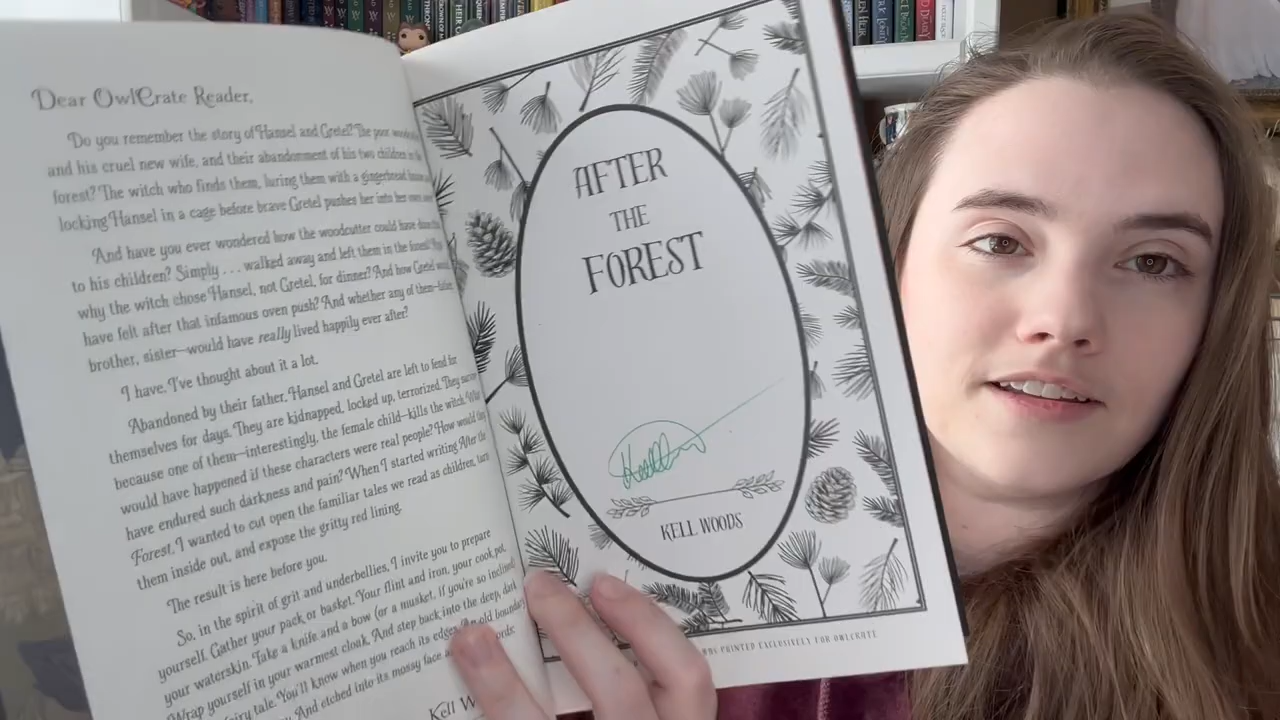 Dear OwlCrate Reader,
Do you remember the story of Hansel and Gretel? The poor
and his cruel new wife, and their abandonment of his two children in the
forest? The witch who finds them, luring them with a gingerbread house
locking Hansel in a cage before brave Gretel pushes her into her own
And have you ever wondered how the woodcutter could have
to his children? Simply . . . walked away and left them in the forest?
why the witch chose Hansel, not Gretel, for dinner? And how Gretel
have felt after that infamous oven push? And whether any of them—father,
brother, sister—would have really lived happily ever after?
I have. I've thought about it a lot.
Abandoned by their father, Hansel and Gretel are left to fend for
themselves for days. They are kidnapped, locked up, terrorized. They
because one of them—interestingly, the female child—kills the witch. What
would have happened if these characters were real people? How would they
have endured such darkness and pain? When I started writing After the
Forest, I wanted to cut open the familiar tales we read as children, turn
them inside out, and expose the gritty red lining.
The result is here before you.
So, in the spirit of grit and underbellies, I invite you to prepare
yourself. Gather your pack or basket. Your flint and iron, your cook pot,
your waterskin. Take a knife and a bow (or a musket, if you're so inclined).
Wrap yourself in your warmest cloak. And step back into the deep, dark
fairy tale. You'll know when you reach its edge. An old boundary
And etched into its mossy face
Kell W
AFTER
THE
FOREST
KELL WOODS
PRINTED EXCLUSIVELY FOR OWLCRATE